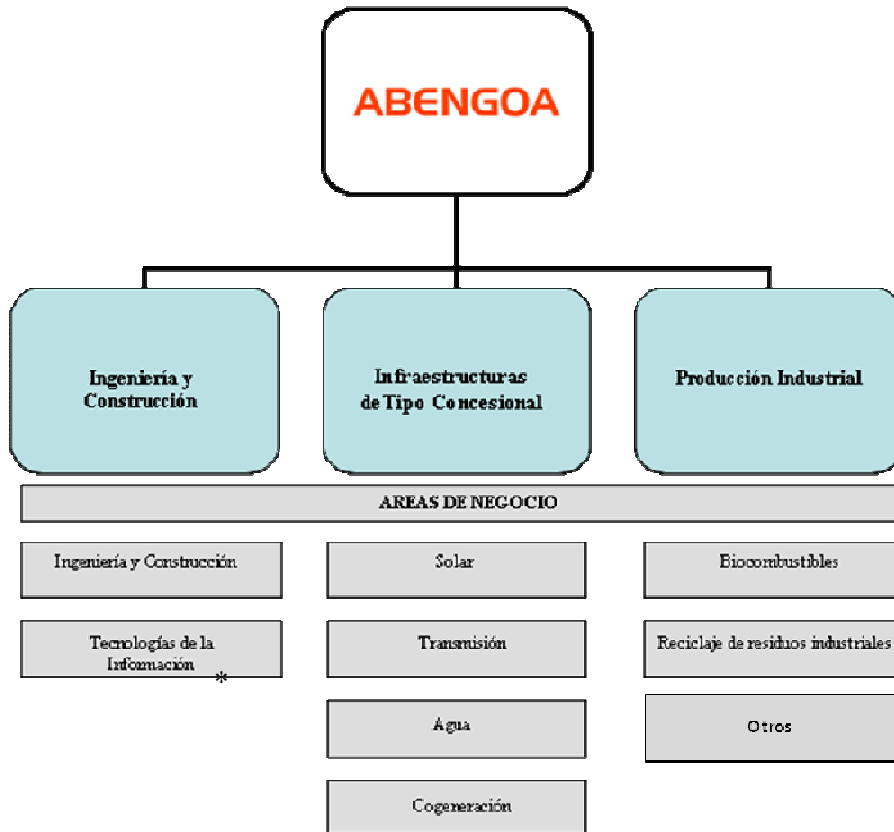 ABENGOA
Ingeniería y
Construcción
Infraestructuras
de Tipo Concesional
Producción Industrial
AREAS DE NEGOCIO
Ingeniería y Construcción
Solar
Biocombustibles
Tecnologías de la
Información
*
Transmisión
Reciclaje de residuos industriales
Agua
Otros
Cogeneración